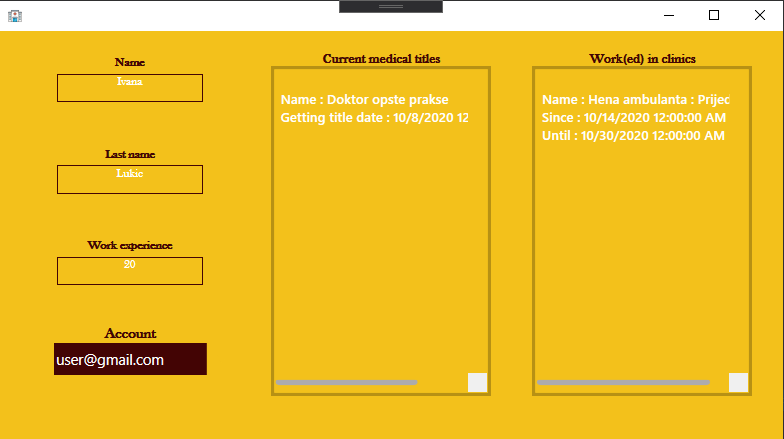 Name
Ivana
Last name
Lukic
Work experience
20
Account
user@gmail.com
Current medical titles
Name : Doktor opste prakse
Getting title date : 10/8/2020 12
Work(ed) in clinics
Name : Hena ambulanta : Prijec
Since : 10/14/2020 12:00:00 AM
Until : 10/30/2020 12:00:00 AM